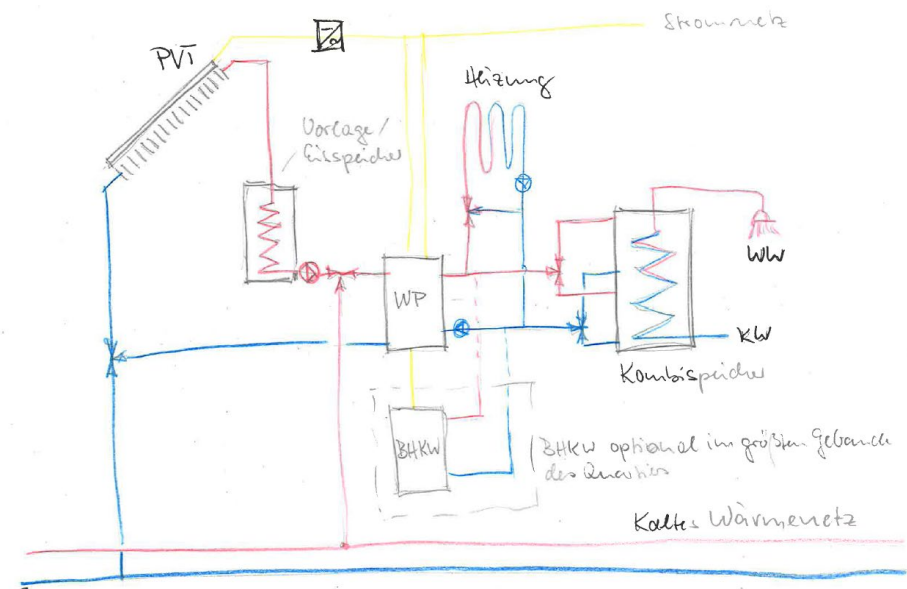 Stromnetz
PVT
Heizung
Vorlage/
Eisspeicher
WW
WP
KW
Kombispeicher
BHKW
BHKW optional im größten Gebäude
des Quartiers
Kaltes Wärmenetz